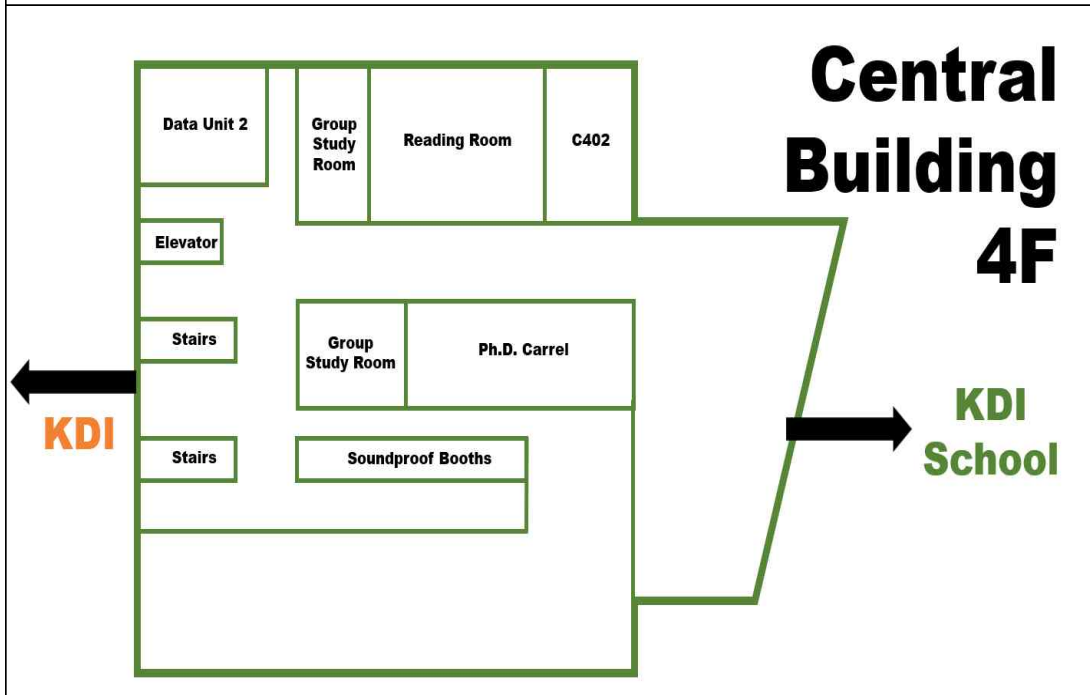 Central
Building
4F
Data Unit 2
Group
Study
Room
Reading Room
C402
Elevator
Stairs
Group
Study Room
Ph.D. Carrel
KDI
KDI
School
Stairs
Soundproof Booths